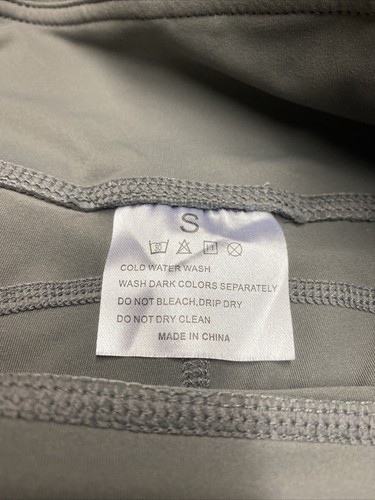 S
COLD WATER WASH
WASH DARK COLORS SEPARATELY
DO NOT BLEACH,DRIP DRY
DO NOT DRY CLEAN
MADE IN CHINA